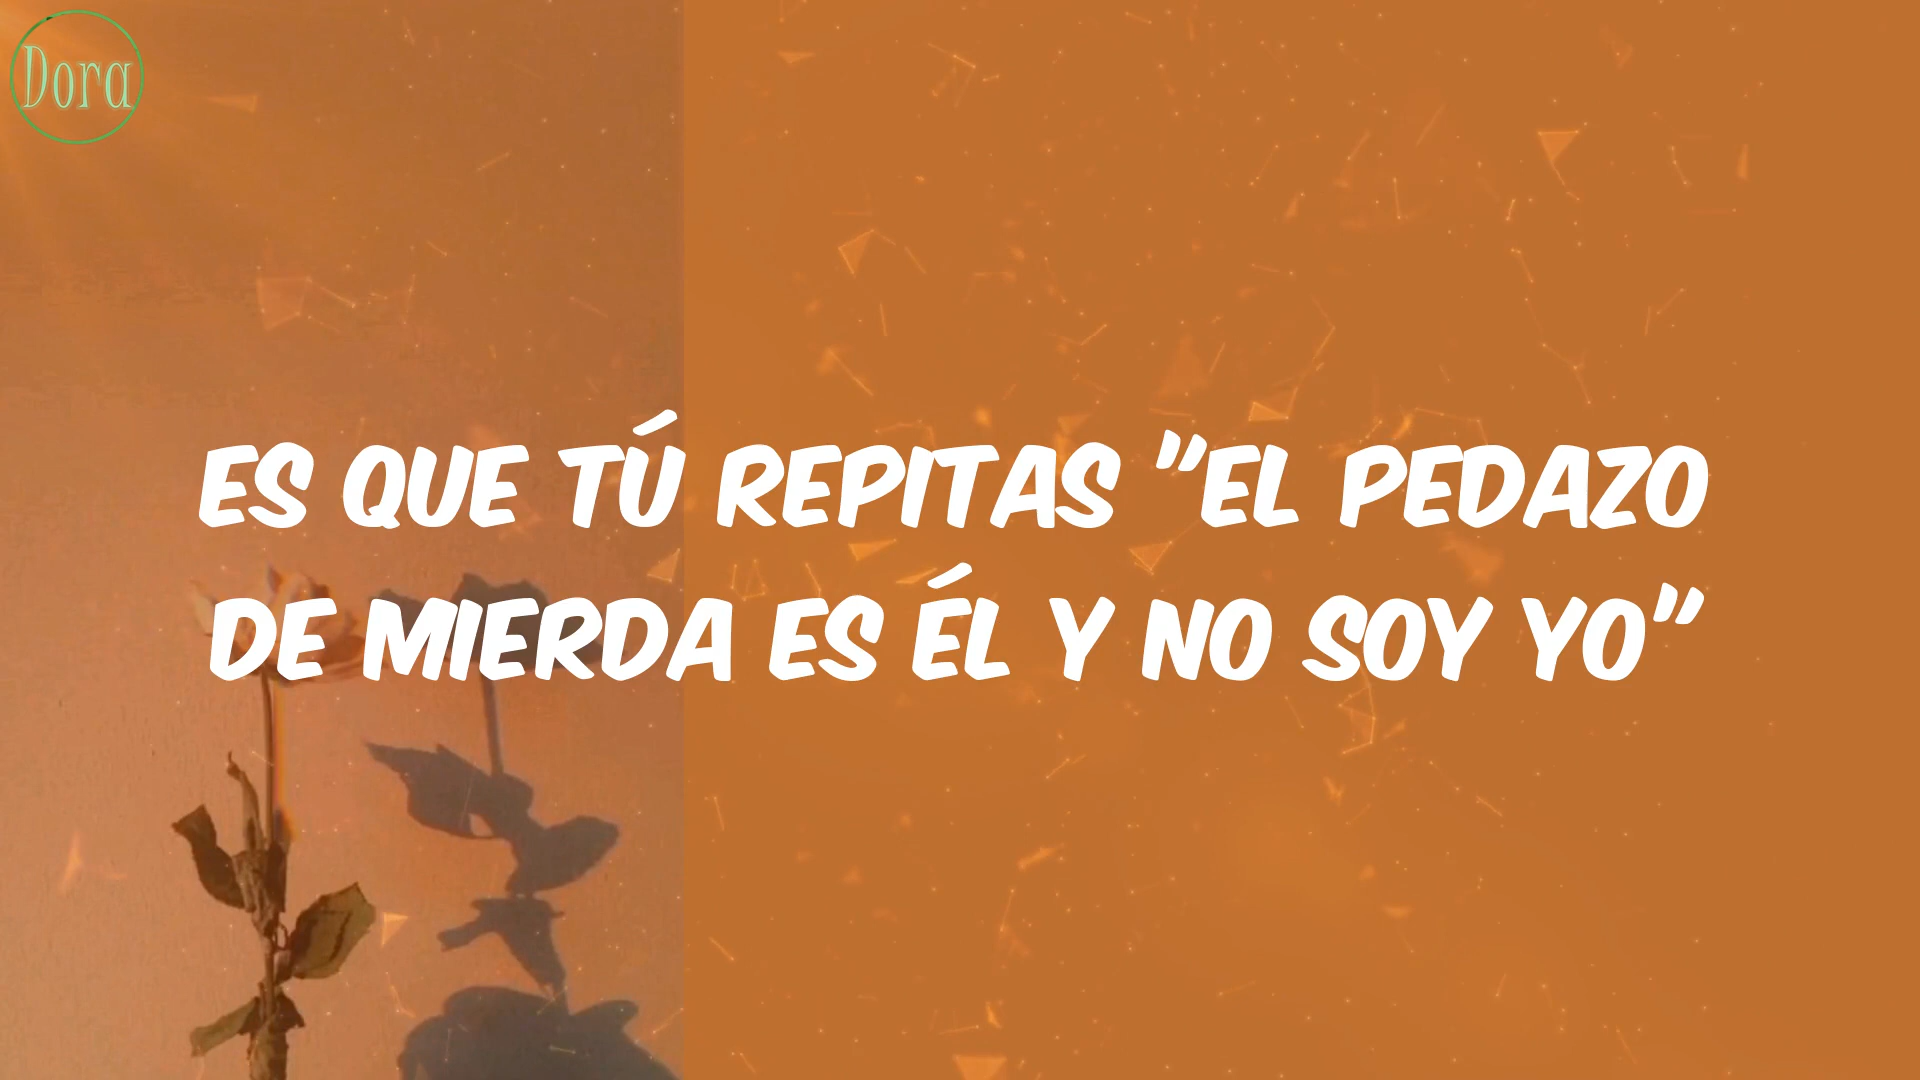 Dora
ES QUE TÚ REPITAS "EL PEDAZO
DE MIERDA ES ÉL Y NO SOY YO"